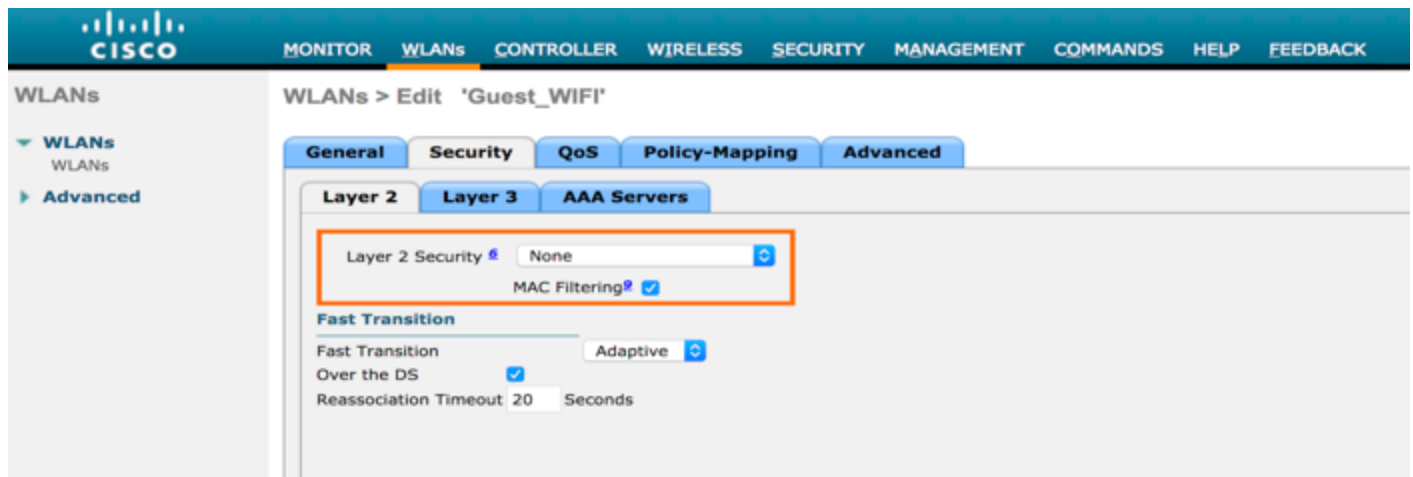 CISCO
MONITOR WLANs CONTROLLER WIRELESS SECURITY MANAGEMENT COMMANDS HELP FEEDBACK
WLANs
WLANs > Edit 'Guest_WIFI'
WLANs
WLANs
Advanced
General Security QoS Policy-Mapping Advanced
Layer 2 Layer 3 AAA Servers
Layer 2 Security 6 None
MAC Filtering 9
Fast Transition
Fast Transition Adaptive
Over the DS
Reassociation Timeout 20 Seconds